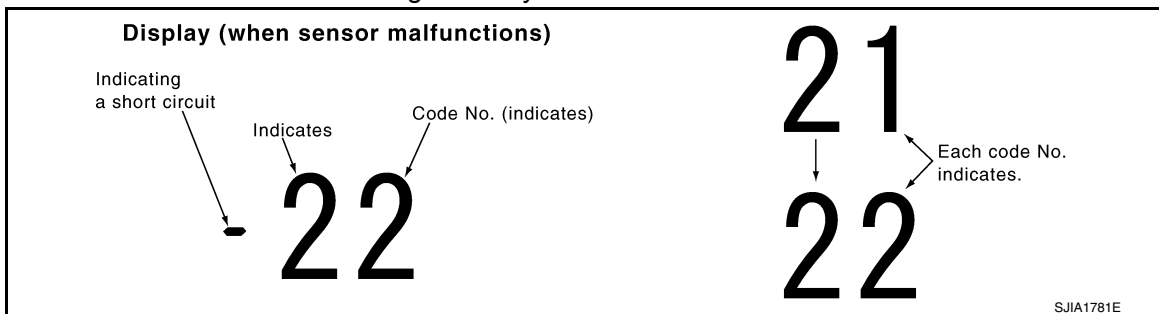 Display (when sensor malfunctions)
Indicating
a short circuit
Indicates
Code No. (indicates)
- 22
21
22
Each code No.
indicates.
SJIA1781E